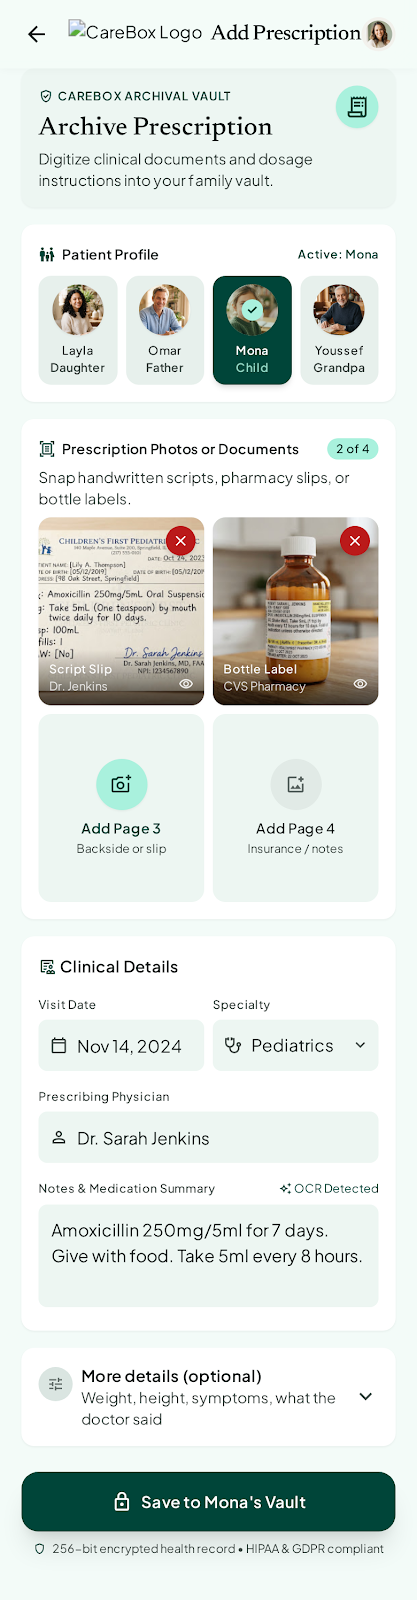 CareBox Logo
Add Prescription
CAREBOX ARCHIVAL VAULT
Archive Prescription
Digitize clinical documents and dosage
instructions into your family vault.
Patient Profile
Active: Mona
Layla
Daughter
Omar
Father
Mona
Child
Youssef
Grandpa
Prescription Photos or Documents
2 of 4
Snap handwritten scripts, pharmacy slips, or
bottle labels.
CHILDREN'S FIRST PEDIATRI
DATE: Oct 24, 2023
[Lily A. Thompson]
[05/12/2019]
DATE OF BIRTH:
[98 Oak Street, Springfield]
Amoxicillin 250mg/5mL Oral Suspensio
Take 5mL (One teaspoon) by mouth
twice daily for 10 days.
100mL
[No]
Dr. Sarah Jenkins
Dr. Sarah Jenkins, MD, FAA
NPI: 1234567890
Script Slip
Dr. Jenkins
Bottle Label
CVS Pharmacy
Add Page 3
Backside or slip
Add Page 4
Insurance / notes
Clinical Details
Visit Date
Specialty
Nov 14, 2024
Pediatrics
Prescribing Physician
Dr. Sarah Jenkins
Notes & Medication Summary
OCR Detected
Amoxicillin 250mg/5ml for 7 days.
Give with food. Take 5ml every 8 hours.
More details (optional)
Weight, height, symptoms, what the
doctor said
Save to Mona's Vault
256-bit encrypted health record • HIPAA & GDPR compliant